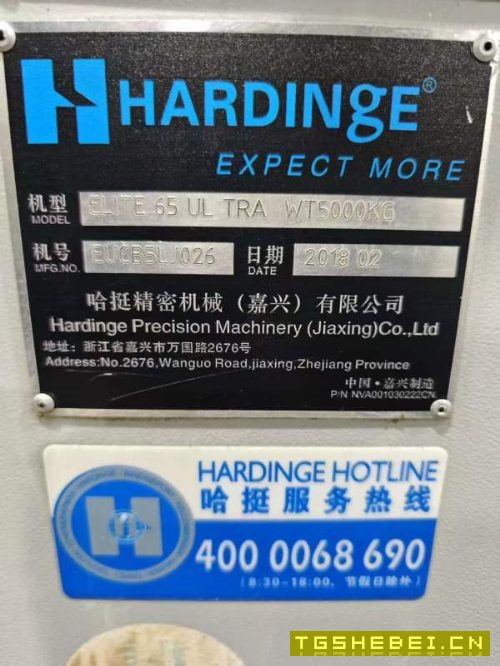 HARDINGE®
EXPECT MORE
机型 ELITE 65 UL TRA WT5000KG
MODEL
机号 日期 2018 02
MFG.NO. DATE
哈挺精密机械（嘉兴）有限公司
Hardinge Precision Machinery (Jiaxing)Co.,Ltd
地址：浙江省嘉兴市万国路2676号
Address:No.2676,Wanguo Road,jiaxing,Zhejiang Province
中国·嘉兴制造
P/N NVA001030222CN
HARDINGE HOTLINE
哈挺服务热线
400 0068 690
(8:30-18:00, 节假日除外)
TGSHEBEI.CN